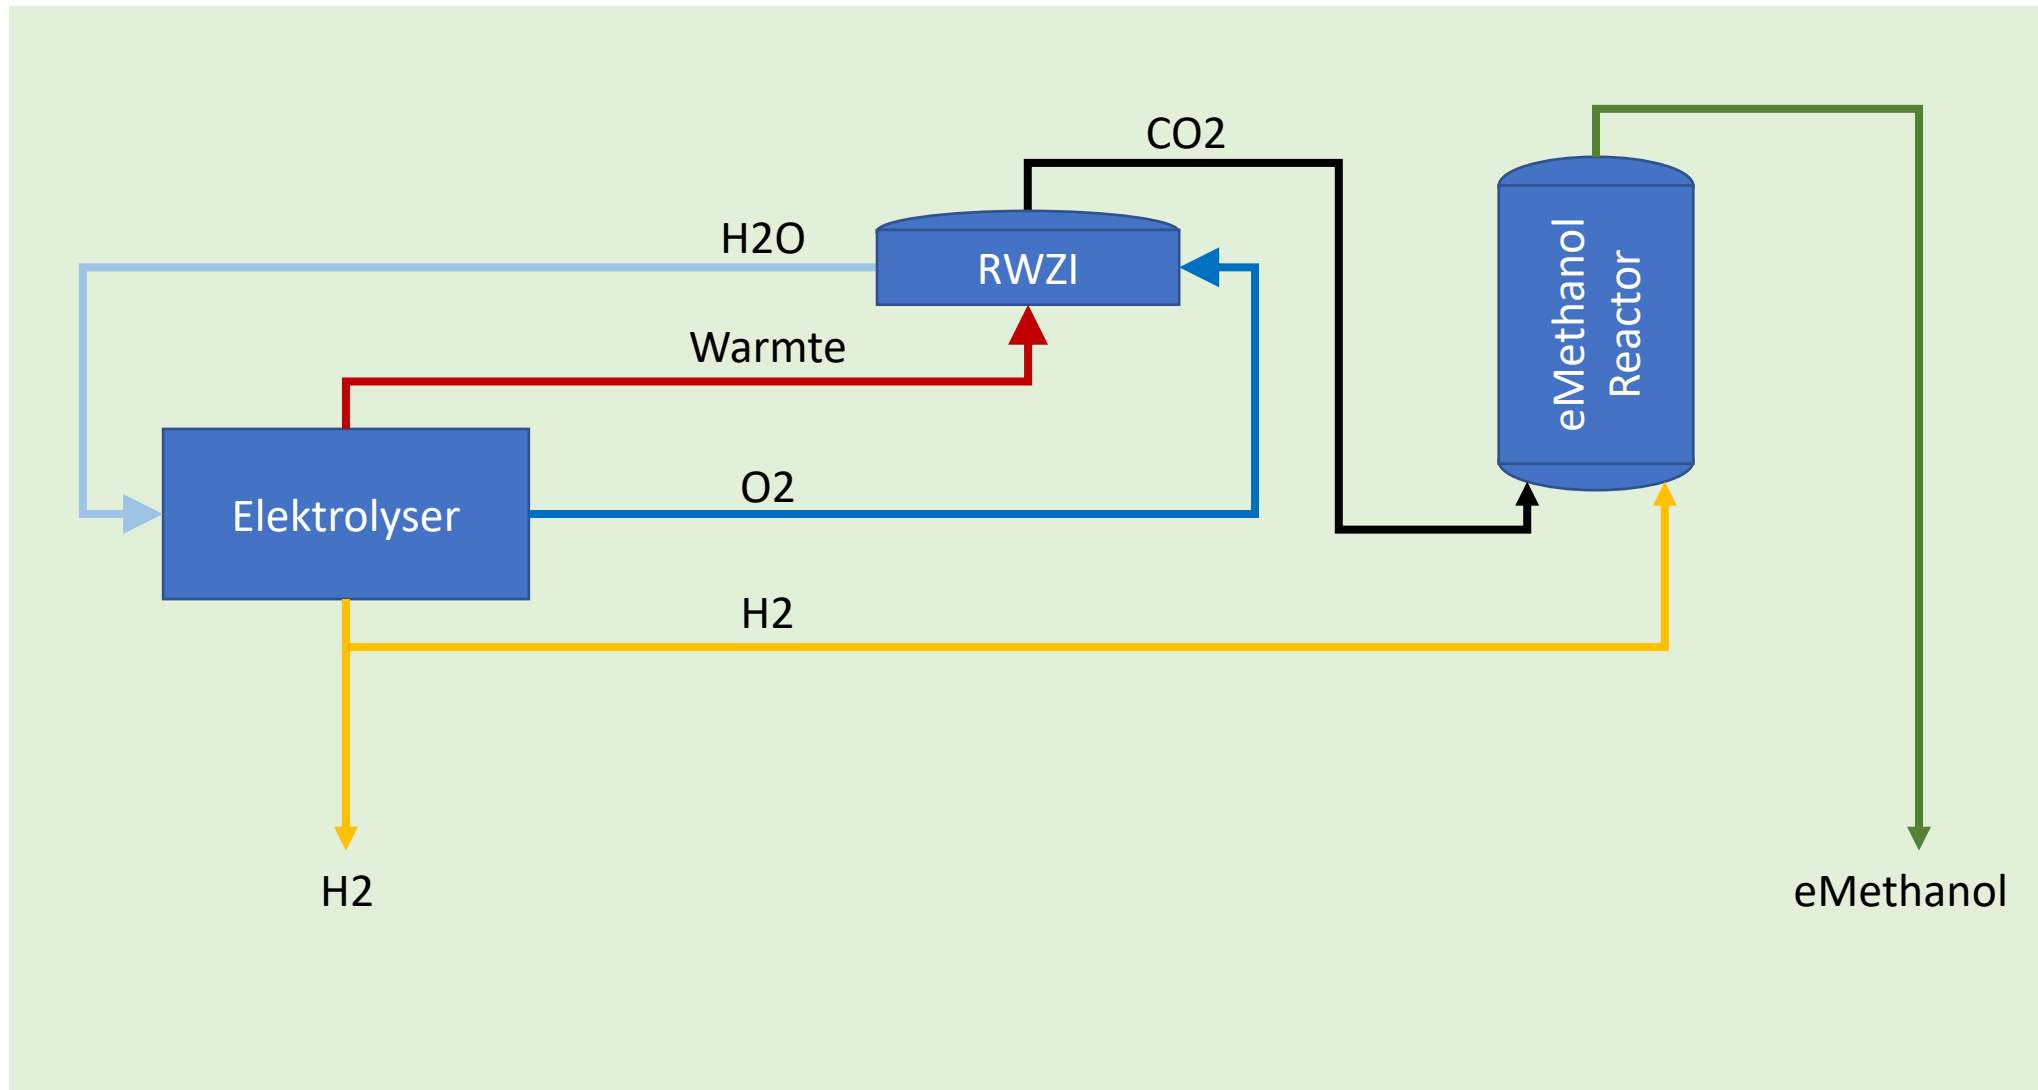 CO2
H2O
RWZI
eMethanol
Reactor
Warmte
O2
Elektrolyser
H2
H2
eMethanol